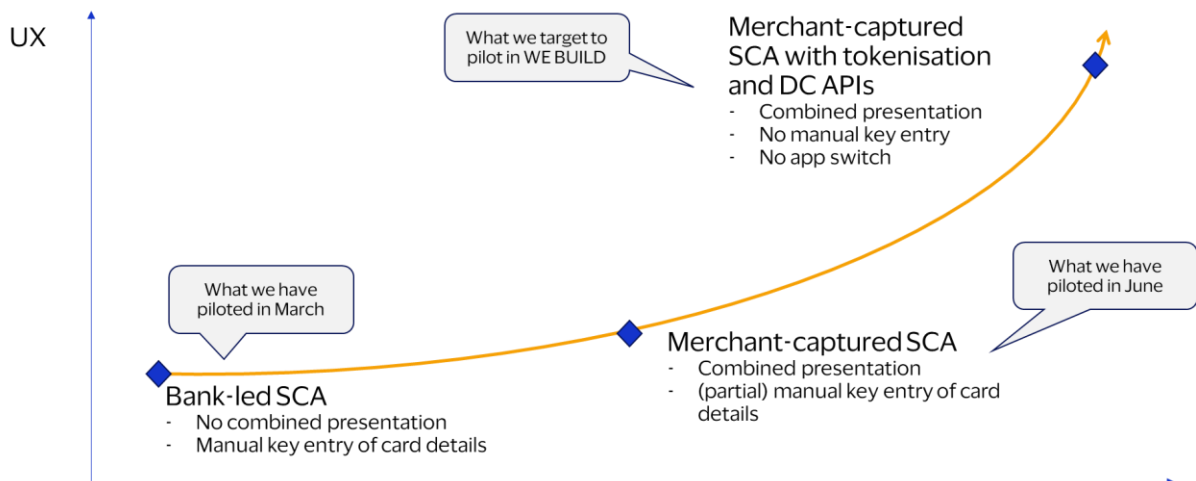 UX
What we target to
pilot in WE BUILD
Merchant-captured
SCA with tokenisation
and DC APIs
- Combined presentation
- No manual key entry
- No app switch
What we have
piloted in March
What we have
piloted in June
Bank-led SCA
- No combined presentation
- Manual key entry of card details
Merchant-captured SCA
- Combined presentation
- (partial) manual key entry of card
details